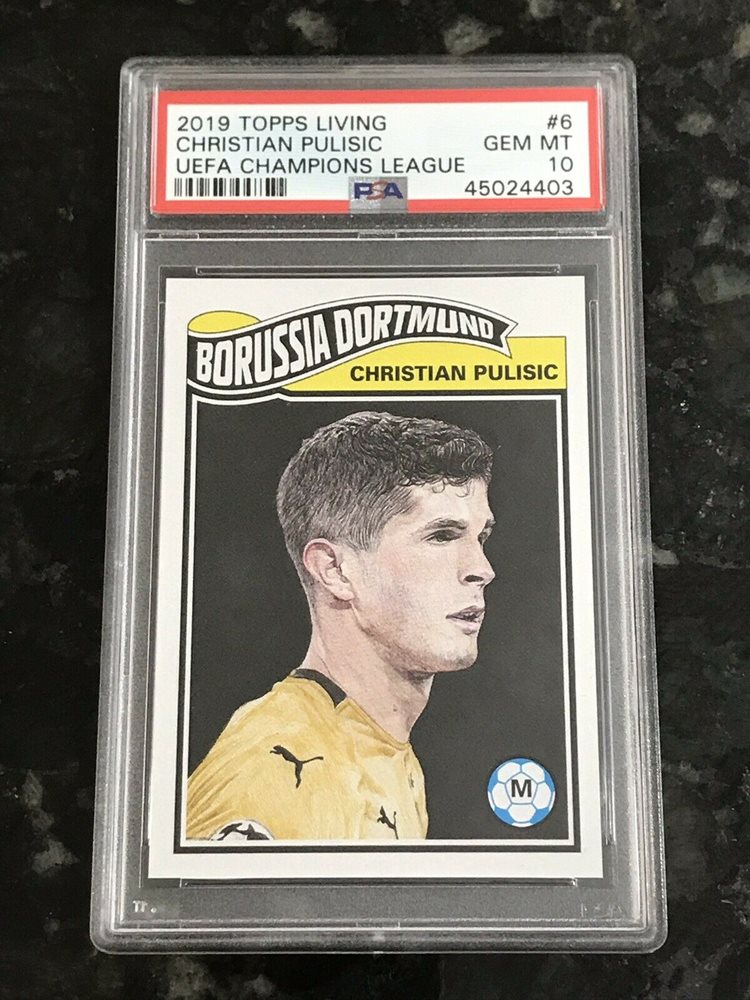 2019 TOPPS LIVING #6
CHRISTIAN PULISIC GEM MT
UEFA CHAMPIONS LEAGUE 10
PSA 45024403
BORUSSIA DORTMUND
CHRISTIAN PULISIC
M